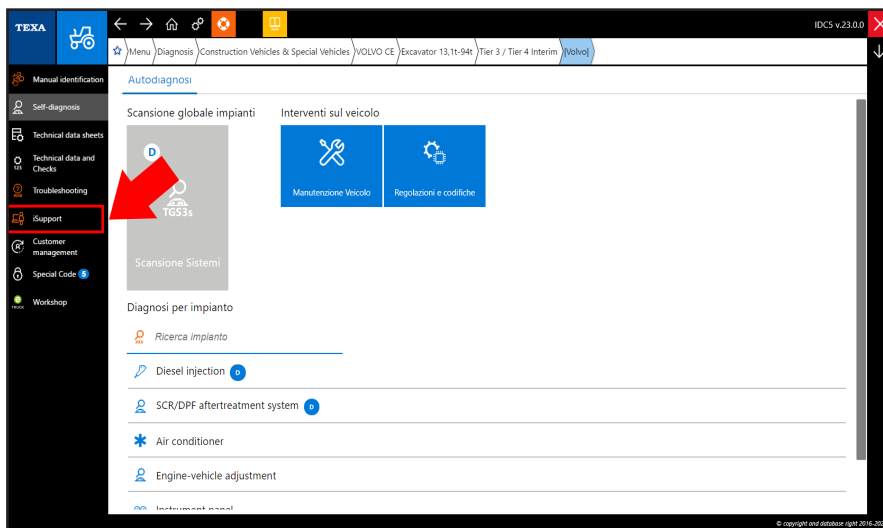 TEXA
IDC5 v.23.0.0
Menu
Diagnosis
Construction Vehicles & Special Vehicles
VOLVO CE
Excavator 13,1t-94t
Tier 3 / Tier 4 Interim
|Volvo|
Manual identification
Self-diagnosis
Technical data sheets
123
Technical data and
Checks
Troubleshooting
iSupport
Customer
management
Special Code 5
Workshop
Autodiagnosi
Scansione globale impianti
Interventi sul veicolo
D
TGS3s
Scansione Sistemi
Manutenzione Veicolo
Regolazioni e codifiche
Diagnosi per impianto
Ricerca impianto
Diesel injection D
SCR/DPF aftertreatment system D
Air conditioner
Engine-vehicle adjustment
Instrument panel
© copyright and database right 2016-202